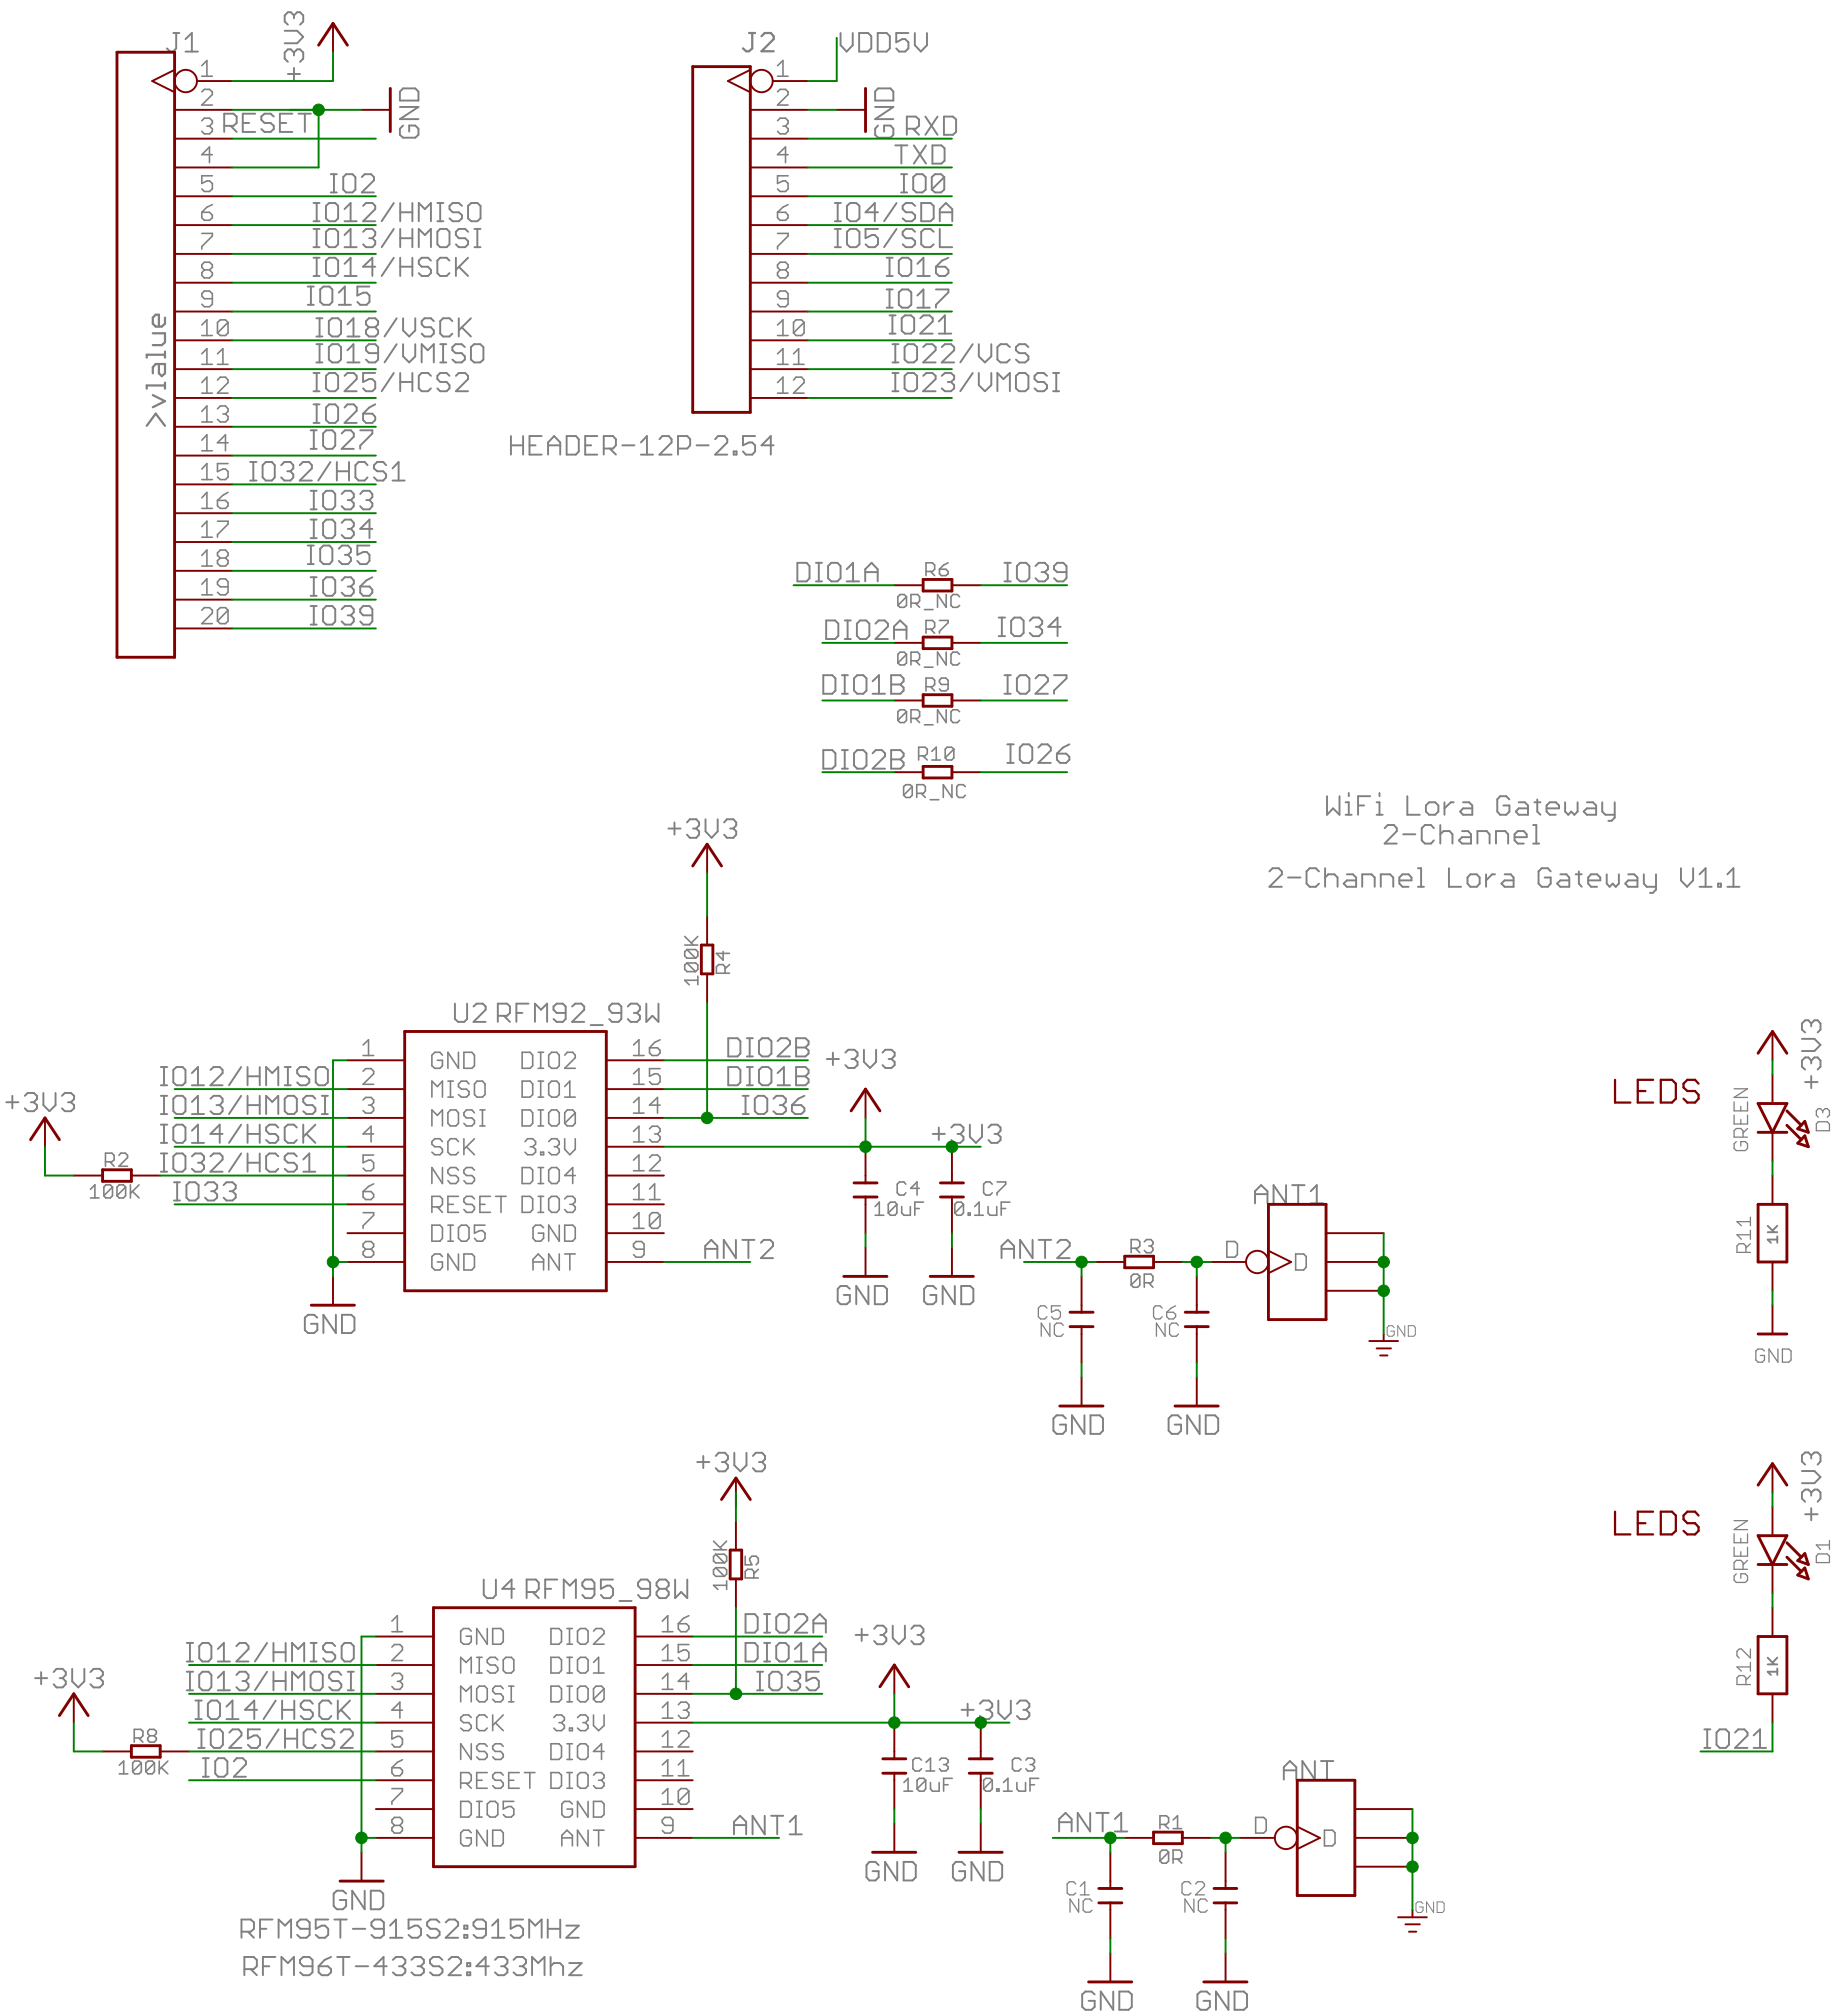 J1
+3V3
1
2
GND
3 RESET
4
5 IO2
6 IO12/HMISO
7 IO13/HMOSI
8 IO14/HSCK
9 IO15
10 IO18/VSCK
11 IO19/VMISO
12 IO25/HCS2
13 IO26
14 IO27
15 IO32/HCS1
16 IO33
17 IO34
18 IO35
19 IO36
20 IO39
>vlalue
J2
VDD5V
1
2
GND
3 RXD
4 TXD
5 IO0
6 IO4/SDA
7 IO5/SCL
8 IO16
9 IO17
10 IO21
11 IO22/VCS
12 IO23/VMOSI
HEADER-12P-2.54
DIO1A R6 IO39
0R_NC
DIO2A R7 IO34
0R_NC
DIO1B R9 IO27
0R_NC
DIO2B R10 IO26
0R_NC
WiFi Lora Gateway
2-Channel
2-Channel Lora Gateway V1.1
+3V3
100K
R4
U2 RFM92_93W
1 GND DIO2 16 DIO2B
IO12/HMISO 2 MISO DIO1 15 DIO1B
IO13/HMOSI 3 MOSI DIO0 14 IO36
IO14/HSCK 4 SCK 3.3V 13 +3V3
IO32/HCS1 5 NSS DIO4 12
IO33 6 RESET DIO3 11
7 DIO5 GND 10
8 GND ANT 9 ANT2
+3V3
R2
100K
GND
+3V3
C4
10uF
C7
0.1uF
GND
GND
ANT1
ANT2 R3 D D
0R
C5
NC
C6
NC
GND
GND
GND
LEDS
+3V3
GREEN
D3
R11
1K
GND
+3V3
100K
R5
U4 RFM95_98W
1 GND DIO2 16 DIO2A
IO12/HMISO 2 MISO DIO1 15 DIO1A
IO13/HMOSI 3 MOSI DIO0 14 IO35
IO14/HSCK 4 SCK 3.3V 13 +3V3
IO25/HCS2 5 NSS DIO4 12
IO2 6 RESET DIO3 11
7 DIO5 GND 10
8 GND ANT 9 ANT1
+3V3
R8
100K
GND
RFM95T-915S2:915MHz
RFM96T-433S2:433Mhz
+3V3
C13
10uF
C3
0.1uF
GND
GND
ANT
ANT1 R1 D D
0R
C1
NC
C2
NC
GND
GND
GND
LEDS
+3V3
GREEN
D1
R12
1K
IO21